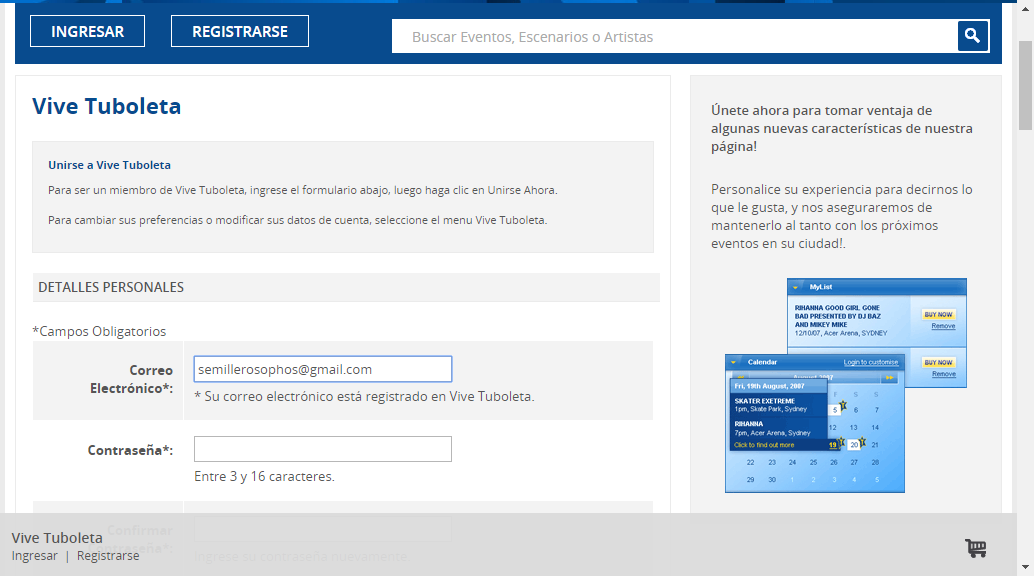 INGRESAR
REGISTRARSE
Buscar Eventos, Escenarios o Artistas
Vive Tuboleta
Unirse a Vive Tuboleta
Para ser un miembro de Vive Tuboleta, ingrese el formulario abajo, luego haga clic en Unirse Ahora.
Para cambiar sus preferencias o modificar sus datos de cuenta, seleccione el menu Vive Tuboleta.
DETALLES PERSONALES
*Campos Obligatorios
Correo
Electrónico*:
semillerosophos@gmail.com
* Su correo electrónico está registrado en Vive Tuboleta.
Contraseña*:
Entre 3 y 16 caracteres.
Confirmar
Contraseña*:
Ingrese su contraseña nuevamente
Únete ahora para tomar ventaja de
algunas nuevas características de nuestra
página!
Personalice su experiencia para decirnos lo
que le gusta, y nos aseguraremos de
mantenerlo al tanto con los próximos
eventos en su ciudad!.
MyList
RIHANNA GOOD GIRL GONE
BAD PRESENTED BY DJ BAZ
AND MIKEY MIKE
12/10/07, Acer Arena, SYDNEY
BUY NOW
Remove
BUY NOW
Remove
Calendar
Login to customise
August 2007
Fri, 19th August, 2007
SKATER EXETREME
1pm, Skate Park, Sydney
RIHANNA
7pm, Acer Arena, Sydney
Click to find out more
F S S
5 6 7
12 13 14
19 20 21
22 23 24 25 26 27 28
29 30 1 2 3 4 5
Vive Tuboleta
Ingresar | Registrarse